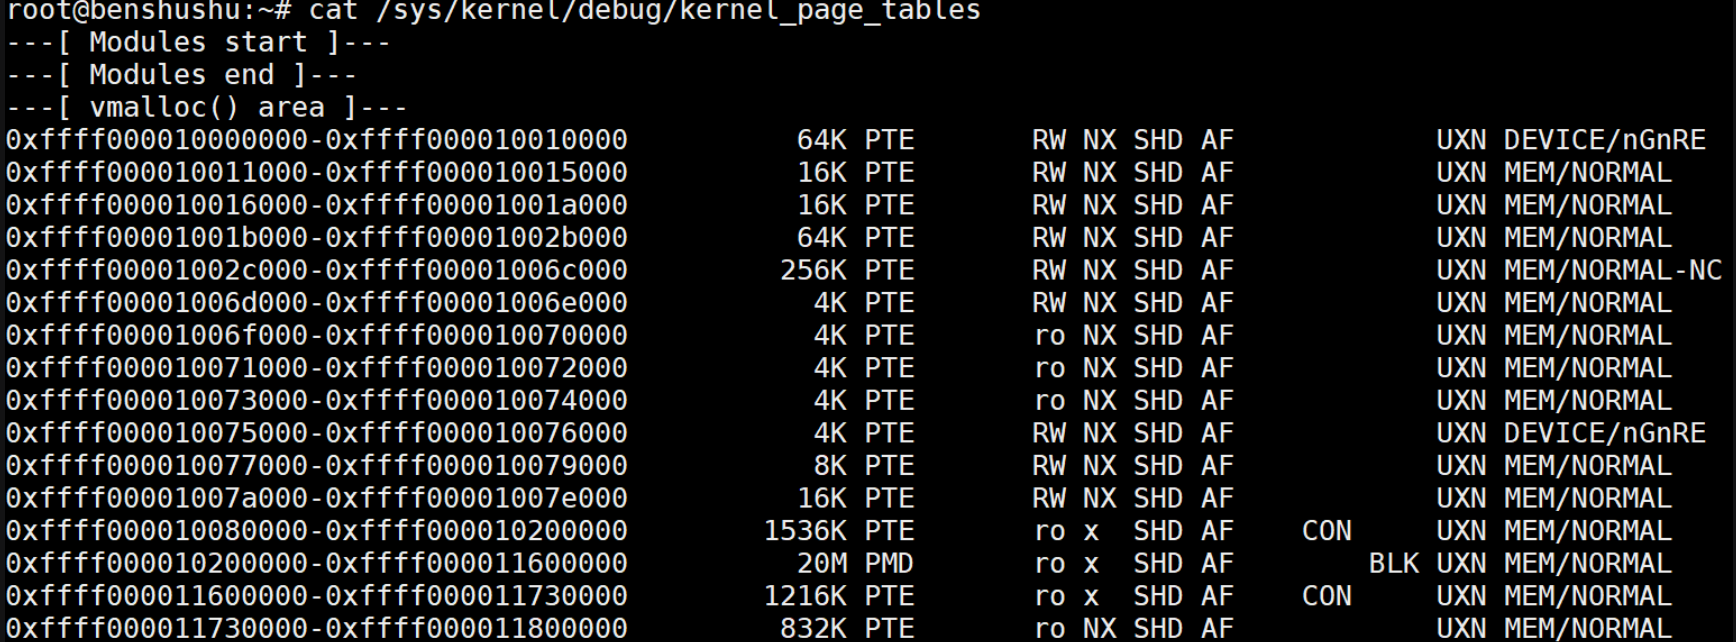 root@benshushu:~# cat /sys/kernel/debug/kernel_page_tables
---[ Modules start ]---
---[ Modules end ]---
---[ vmalloc() area ]---
0xffff000010000000-0xffff000010010000          64K PTE       RW NX SHD AF            UXN DEVICE/nGnRE
0xffff000010011000-0xffff000010015000          16K PTE       RW NX SHD AF            UXN MEM/NORMAL
0xffff000010016000-0xffff00001001a000          16K PTE       RW NX SHD AF            UXN MEM/NORMAL
0xffff00001001b000-0xffff00001002b000          64K PTE       RW NX SHD AF            UXN MEM/NORMAL
0xffff00001002c000-0xffff00001006c000         256K PTE       RW NX SHD AF            UXN MEM/NORMAL-NC
0xffff00001006d000-0xffff00001006e000           4K PTE       RW NX SHD AF            UXN MEM/NORMAL
0xffff00001006f000-0xffff000010070000           4K PTE       ro NX SHD AF            UXN MEM/NORMAL
0xffff000010071000-0xffff000010072000           4K PTE       ro NX SHD AF            UXN MEM/NORMAL
0xffff000010073000-0xffff000010074000           4K PTE       ro NX SHD AF            UXN MEM/NORMAL
0xffff000010075000-0xffff000010076000           4K PTE       RW NX SHD AF            UXN DEVICE/nGnRE
0xffff000010077000-0xffff000010079000           8K PTE       RW NX SHD AF            UXN MEM/NORMAL
0xffff00001007a000-0xffff00001007e000          16K PTE       RW NX SHD AF            UXN MEM/NORMAL
0xffff000010080000-0xffff000010200000        1536K PTE       ro x  SHD AF    CON     UXN MEM/NORMAL
0xffff000010200000-0xffff000011600000          20M PMD       ro x  SHD AF        BLK UXN MEM/NORMAL
0xffff000011600000-0xffff000011730000        1216K PTE       ro x  SHD AF    CON     UXN MEM/NORMAL
0xffff000011730000-0xffff000011800000         832K PTE       ro NX SHD AF            UXN MEM/NORMAL